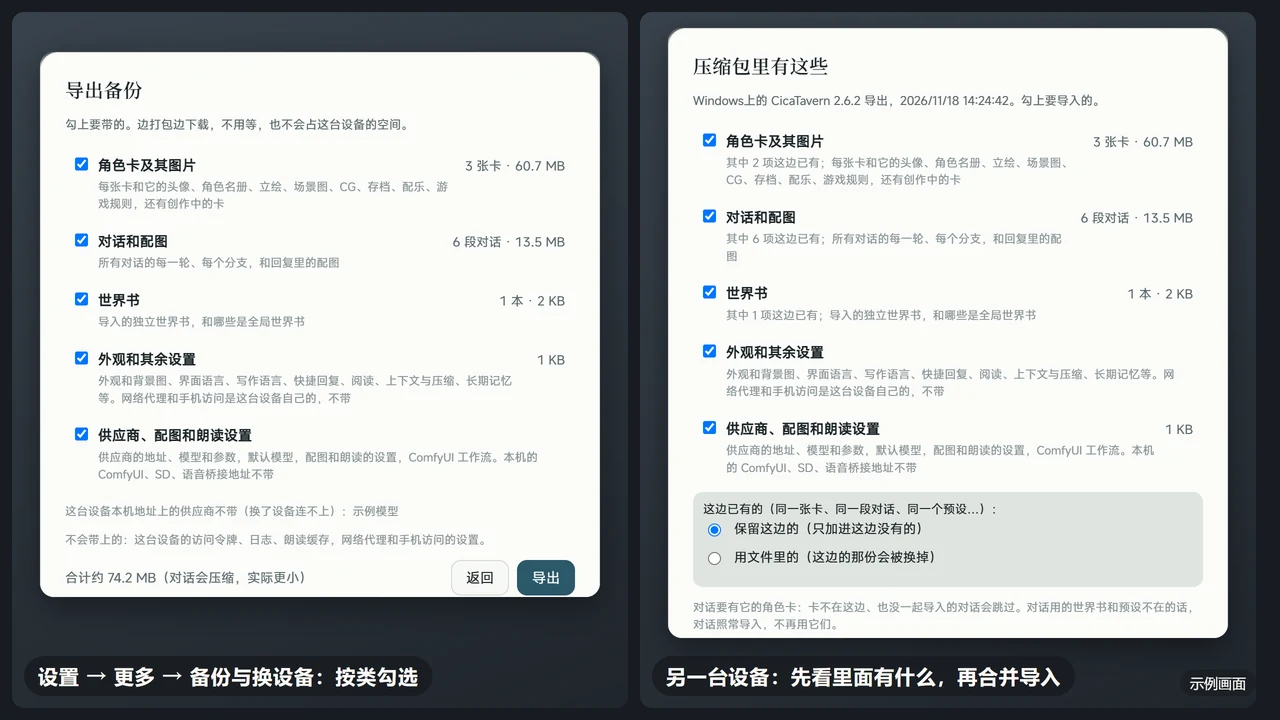 导出备份
勾上要带的。边打包边下载，不用等，也不会占这台设备的空间。
角色卡及其图片
3 张卡 · 60.7 MB
每张卡和它的头像、角色名册、立绘、场景图、CG、存档、配乐、游
戏规则，还有创作中的卡
对话和配图
6 段对话 · 13.5 MB
所有对话的每一轮、每个分支，和回复里的配图
世界书
1 本 · 2 KB
导入的独立世界书，和哪些是全局世界书
外观和其余设置
1 KB
外观和背景图、界面语言、写作语言、快捷回复、阅读、上下文与压缩、长期记忆
等。网络代理和手机访问是这台设备自己的，不带
供应商、配图和朗读设置
供应商的地址、模型和参数，默认模型，配图和朗读的设置，ComfyUI 工作流。本机的
ComfyUI、SD、语音桥接地址不带
这台设备本机地址上的供应商不带（换了设备连不上）：示例模型
不会带上的：这台设备的访问令牌、日志、朗读缓存，网络代理和手机访问的设置。
合计约 74.2 MB（对话会压缩，实际更小）
返回
导出
设置 → 更多 → 备份与换设备：按类勾选
压缩包里有这些
Windows上的 CicaTavern 2.6.2 导出，2026/11/18 14:24:42。勾上要导入的。
角色卡及其图片
3 张卡 · 60.7 MB
其中 2 项这边已有；每张卡和它的头像、角色名册、立绘、场景图、
CG、存档、配乐、游戏规则，还有创作中的卡
对话和配图
6 段对话 · 13.5 MB
其中 6 项这边已有；所有对话的每一轮、每个分支，和回复里的配
图
世界书
1 本 · 2 KB
其中 1 项这边已有；导入的独立世界书，和哪些是全局世界书
外观和其余设置
外观和背景图、界面语言、写作语言、快捷回复、阅读、上下文与压缩、长期记忆等。网
络代理和手机访问是这台设备自己的，不带
供应商、配图和朗读设置
1 KB
供应商的地址、模型和参数，默认模型，配图和朗读的设置，ComfyUI 工作流。本机
的 ComfyUI、SD、语音桥接地址不带
这边已有的（同一张卡、同一段对话、同一个预设…）：
保留这边的（只加进这边没有的）
用文件里的（这边的那份会被换掉）
对话要有它的角色卡：卡不在这边、也没一起导入的对话会跳过。对话用的世界书和预设不在的话，
对话照常导入，不再用它们。
另一台设备：先看里面有什么，再合并导入
示例画面